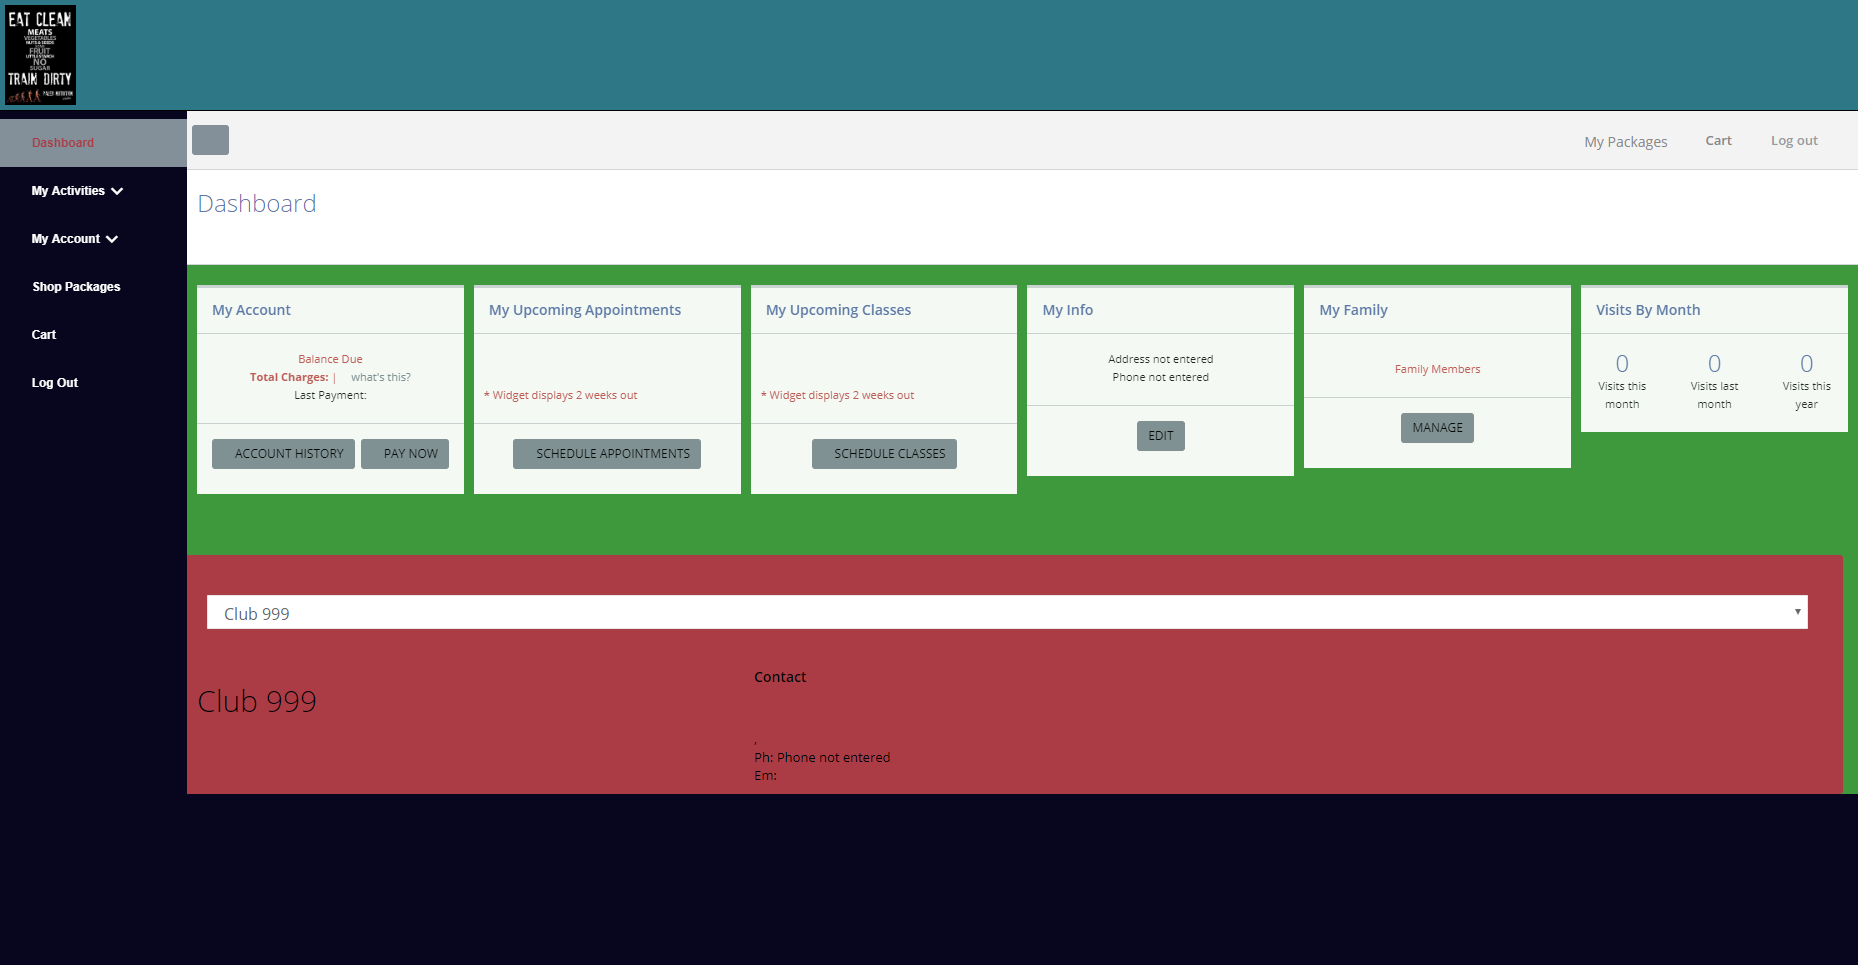 EAT CLEAN
MEATS
VEGETABLES
NUTS & SEEDS
FRUIT
LITTLE STARCH
NO
SUGAR
TRAIN DIRTY
Dashboard
My Activities
My Account
Shop Packages
Cart
Log Out
My Packages
Cart
Log out
Dashboard
My Account
Balance Due
Total Charges: | what's this?
Last Payment:
ACCOUNT HISTORY
PAY NOW
My Upcoming Appointments
* Widget displays 2 weeks out
SCHEDULE APPOINTMENTS
My Upcoming Classes
* Widget displays 2 weeks out
SCHEDULE CLASSES
My Info
Address not entered
Phone not entered
EDIT
My Family
Family Members
MANAGE
Visits By Month
0
Visits this
month
0
Visits last
month
0
Visits this
year
Club 999
Club 999
Contact
,
Ph: Phone not entered
Em: